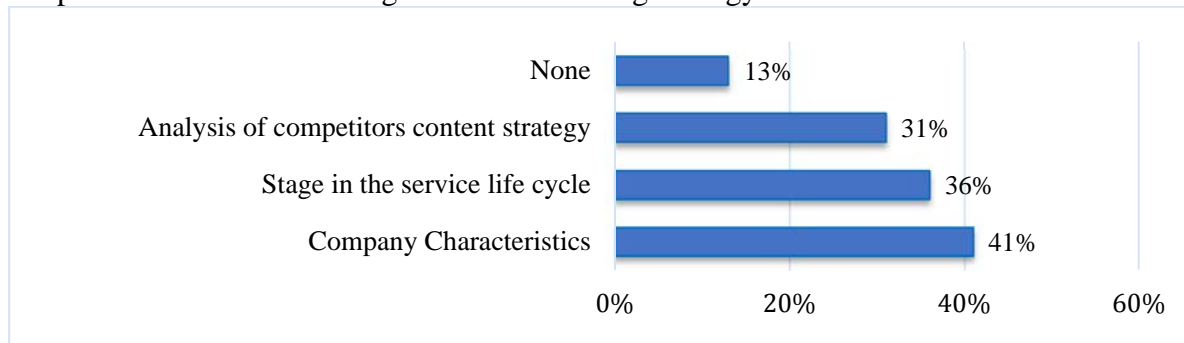 None
13%
Analysis of competitors content strategy
31%
Stage in the service life cycle
36%
Company Characteristics
41%
0%
20%
40%
60%